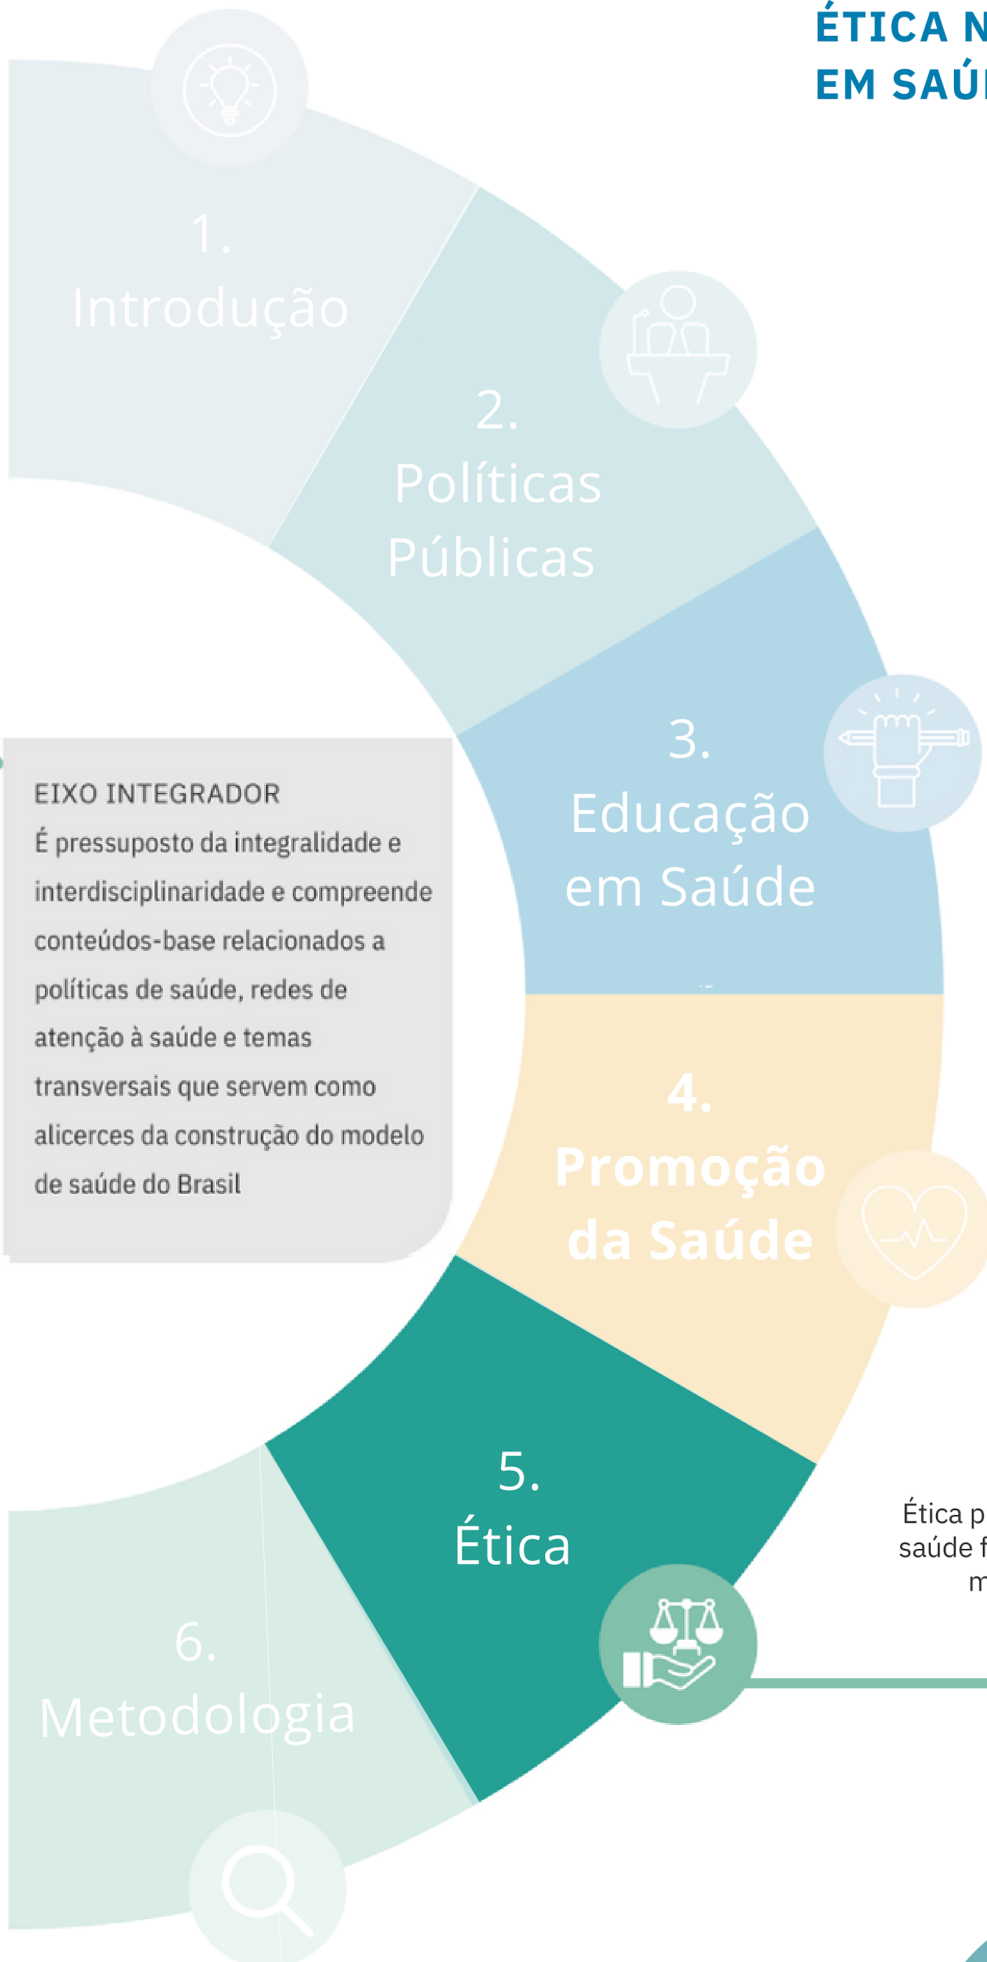 ÉTICA N
EM SAÚ
1.
Introdução
2.
Políticas
Públicas
3.
Educação
em Saúde
EIXO INTEGRADOR
É pressuposto da integralidade e
interdisciplinaridade e compreende
conteúdos-base relacionados a
políticas de saúde, redes de
atenção à saúde e temas
transversais que servem como
alicerces da construção do modelo
de saúde do Brasil
4.
Promoção
da Saúde
5.
Ética
Ética p
saúde f
m
6.
Metodologia